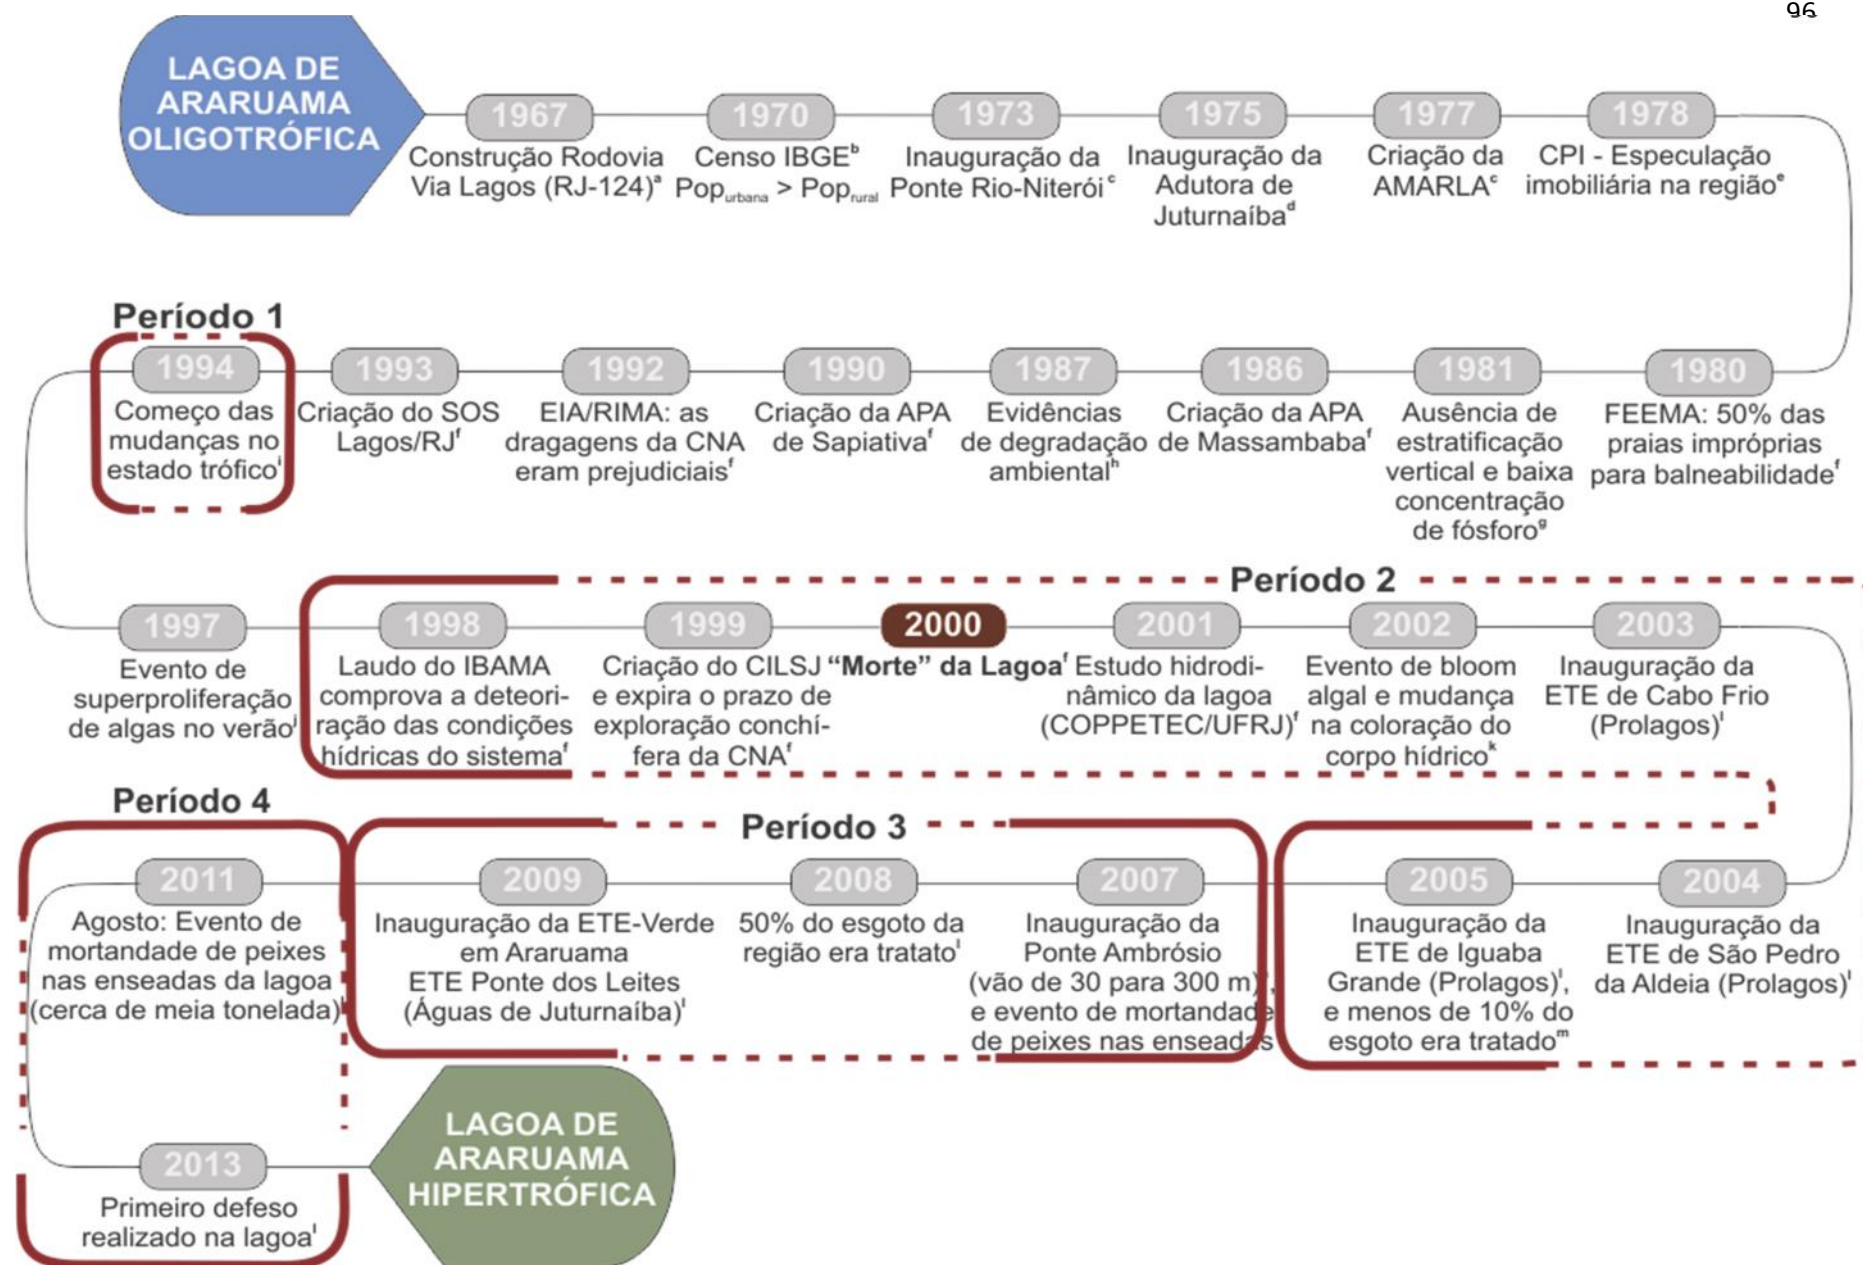 96
LAGOA DE
ARARUAMA
OLIGOTRÓFICA
1967
Construção Rodovia
Via Lagos (RJ-124)ª
1970
Censo IBGEᵇ
Pop urbana > Pop rural
1973
Inauguração da
Ponte Rio-Niterói ᶜ
1975
Inauguração da
Adutora de
Juturnaíbaᵈ
1977
Criação da
AMARLAᶜ
1978
CPI - Especulação
imobiliária na regiãoᵉ
Período 1
1994
Começo das
mudanças no
estado tróficoⁱ
1993
Criação do SOS
Lagos/RJᶠ
1992
EIA/RIMA: as
dragagens da CNA
eram prejudiciaisᶠ
1990
Criação da APA
de Sapiativaᶠ
1987
Evidências
de degradação
ambientalʰ
1986
Criação da APA
de Massambabaᶠ
1981
Ausência de
estratificação
vertical e baixa
concentração
de fósforoᵍ
1980
FEEMA: 50% das
praias impróprias
para balneabilidadeᶠ
Período 2
1997
Evento de
superproliferação
de algas no verãoʲ
1998
Laudo do IBAMA
comprova a deteori-
ração das condições
hídricas do sistemaᶠ
1999
Criação do CILSJ
e expira o prazo de
exploração conchí-
fera da CNAᶠ
2000
“Morte” da Lagoaᶠ
2001
Estudo hidrodi-
nâmico da lagoa
(COPPETEC/UFRJ)ᶠ
2002
Evento de bloom
algal e mudança
na coloração do
corpo hídricoᵏ
2003
Inauguração da
ETE de Cabo Frio
(Prolagos)ˡ
Período 4
2011
Agosto: Evento de
mortandade de peixes
nas enseadas da lagoa
(cerca de meia tonelada)ˡ
Período 3
2009
Inauguração da ETE-Verde
em Araruama
ETE Ponte dos Leites
(Águas de Juturnaíba)ˡ
2008
50% do esgoto da
região era tratatoˡ
2007
Inauguração da
Ponte Ambrósio
(vão de 30 para 300 m)ˡ,
e evento de mortandade
de peixes nas enseadas
2005
Inauguração da
ETE de Iguaba
Grande (Prolagos)ˡ,
e menos de 10% do
esgoto era tratadoᵐ
2004
Inauguração da
ETE de São Pedro
da Aldeia (Prolagos)ˡ
2013
Primeiro defeso
realizado na lagoaˡ
LAGOA DE
ARARUAMA
HIPERTRÓFICA